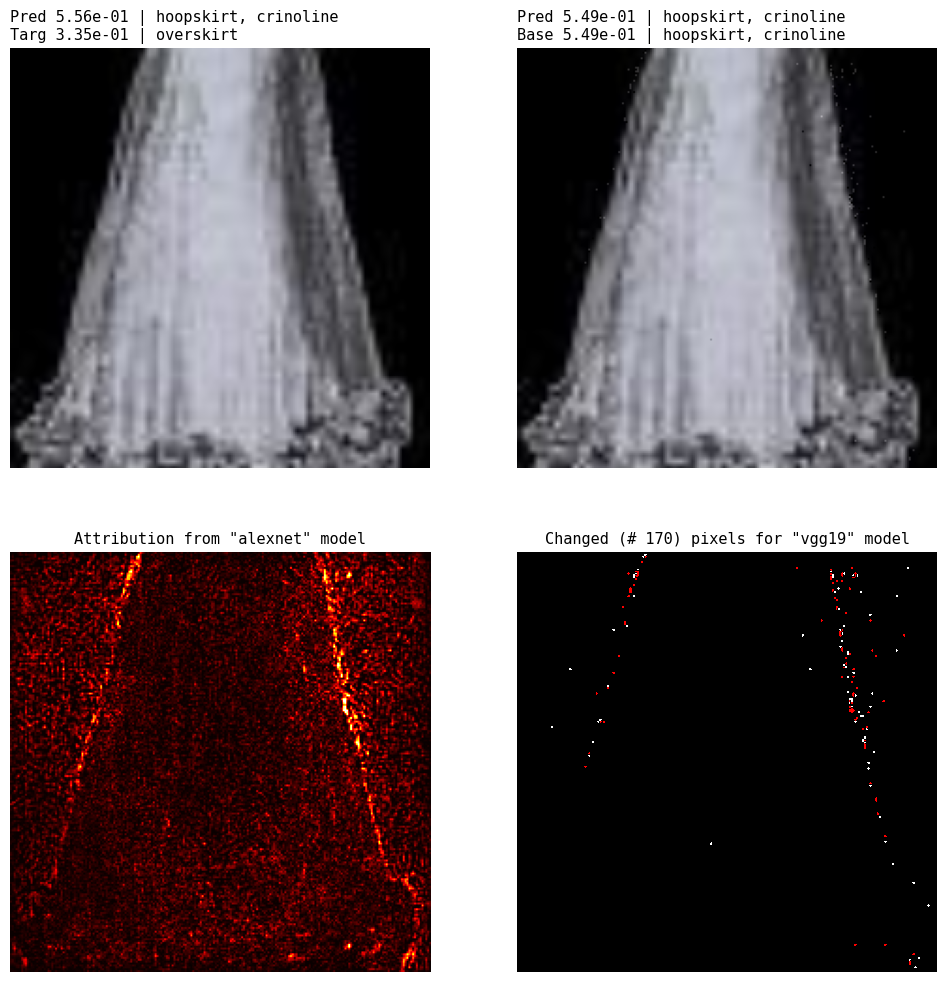 Pred 5.56e-01 | hoopskirt, crinoline
Targ 3.35e-01 | overskirt
Pred 5.49e-01 | hoopskirt, crinoline
Base 5.49e-01 | hoopskirt, crinoline
Attribution from "alexnet" model
Changed (# 170) pixels for "vgg19" model